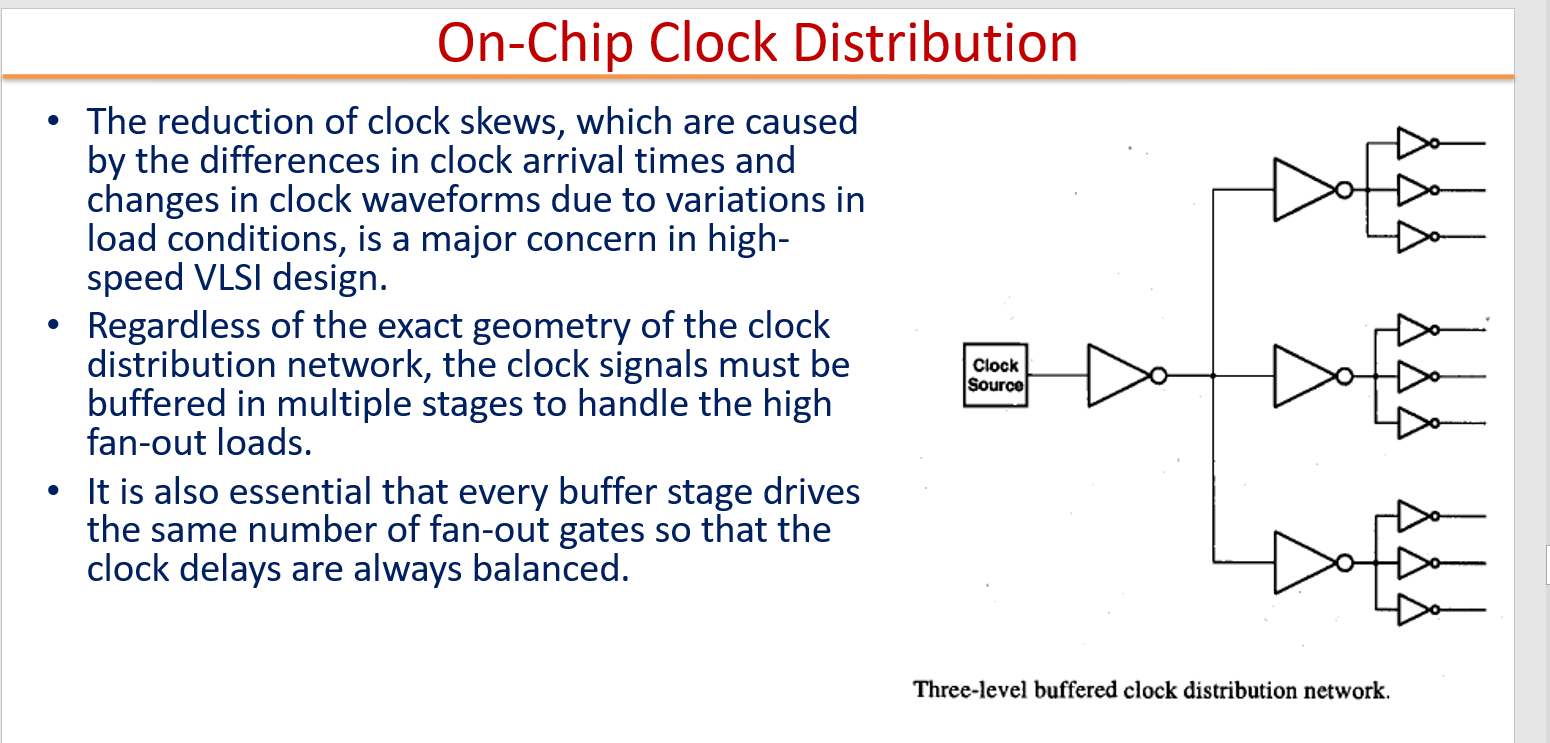 On-Chip Clock Distribution
• The reduction of clock skews, which are caused
by the differences in clock arrival times and
changes in clock waveforms due to variations in
load conditions, is a major concern in high-
speed VLSI design.
• Regardless of the exact geometry of the clock
distribution network, the clock signals must be
buffered in multiple stages to handle the high
fan-out loads.
• It is also essential that every buffer stage drives
the same number of fan-out gates so that the
clock delays are always balanced.
Clock
Source
Three-level buffered clock distribution network.